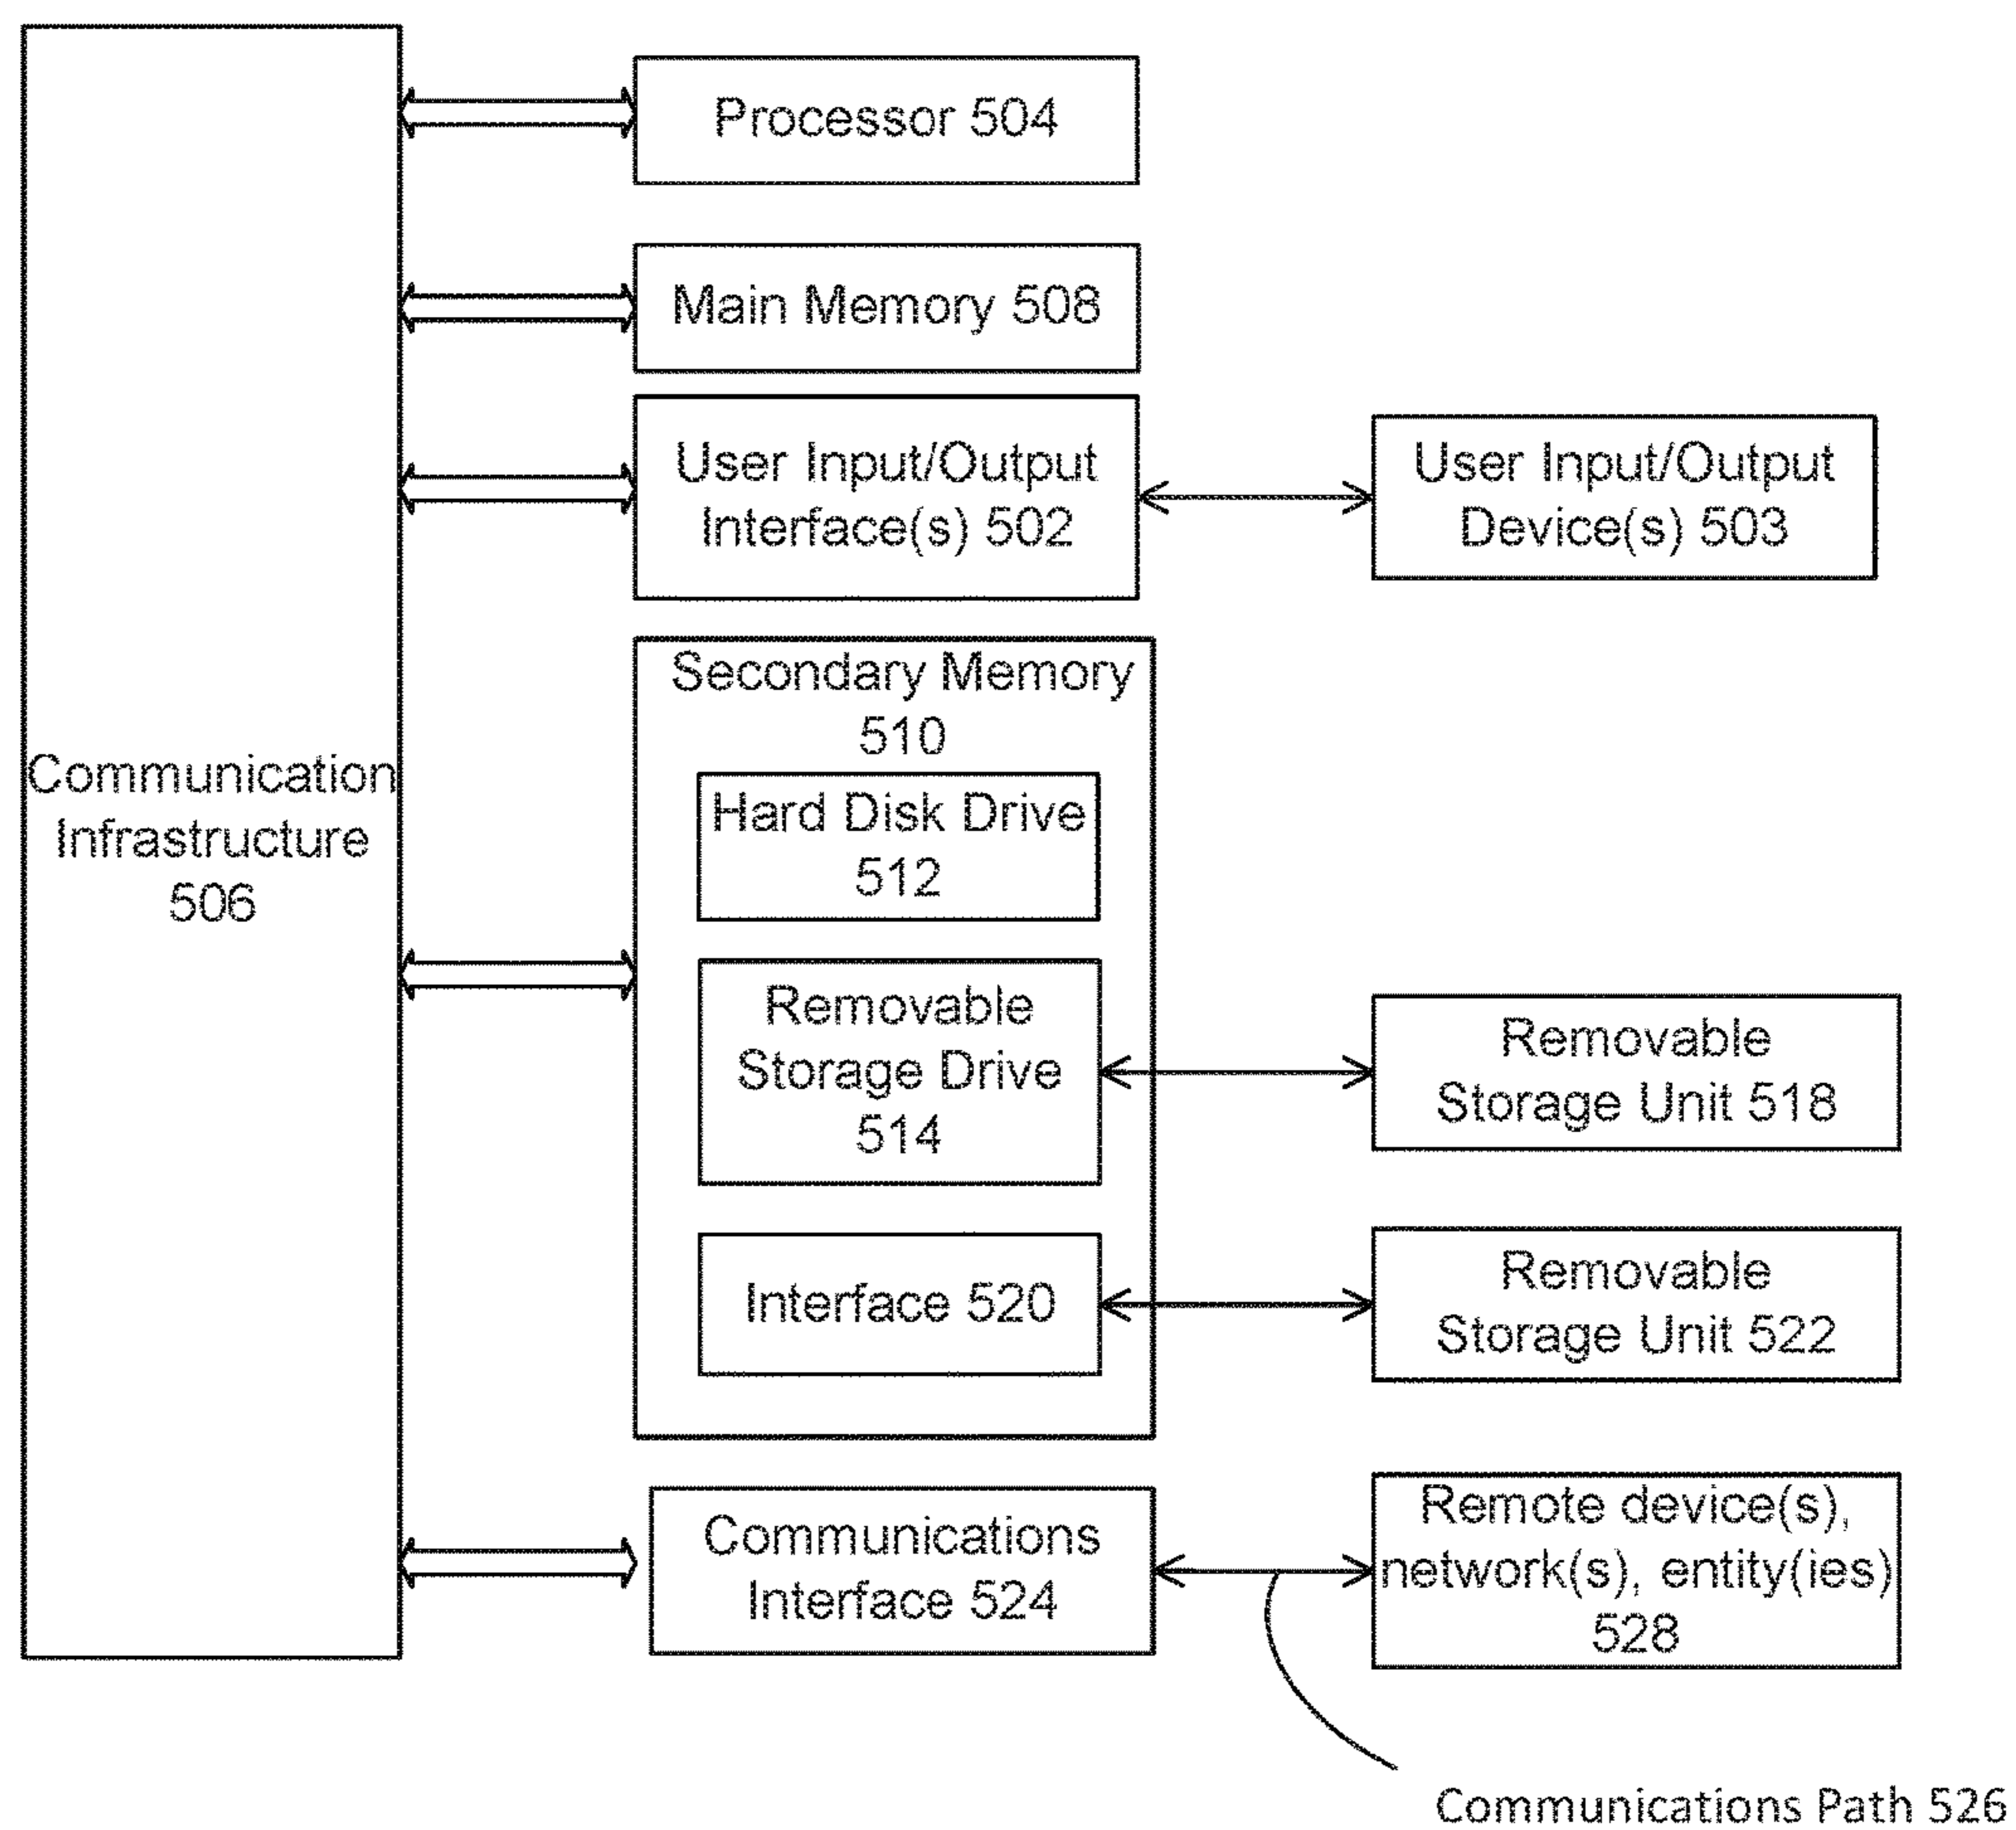 Processor 504
Main Memory 508
User Input/Output
Interface(s) 502
User Input/Output
Device(s) 503
Secondary Memory
510
Hard Disk Drive
512
Communication
Infrastructure
506
Removable
Storage Drive
514
Removable
Storage Unit 518
Interface 520
Removable
Storage Unit 522
Communications
Interface 524
Remote device(s),
network(s), entity(ies)
528
Communications Path 526